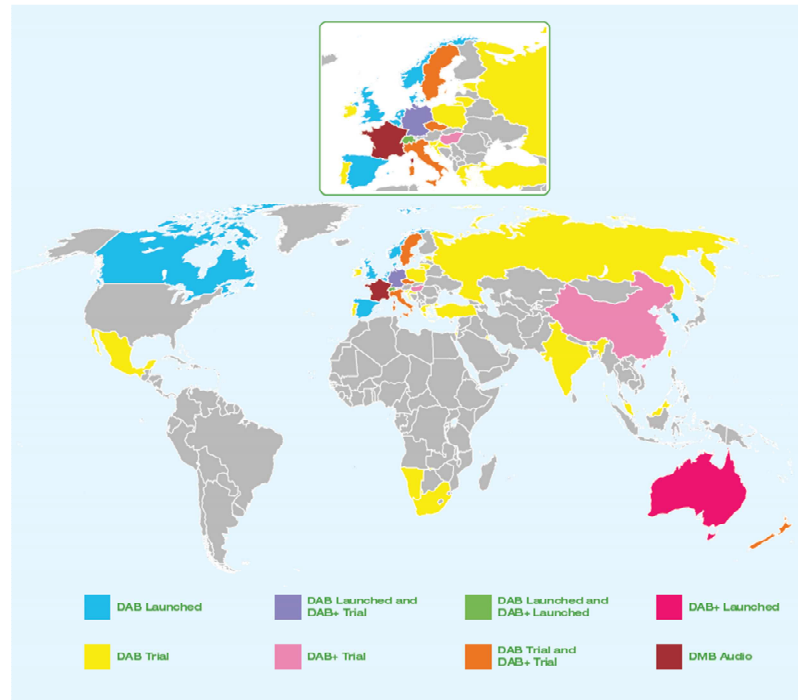 DAB Launched
DAB Launched and
DAB+ Trial
DAB Launched and
DAB+ Launched
DAB+ Launched
DAB Trial
DAB+ Trial
DAB Trial and
DAB+ Trial
DMB Audio